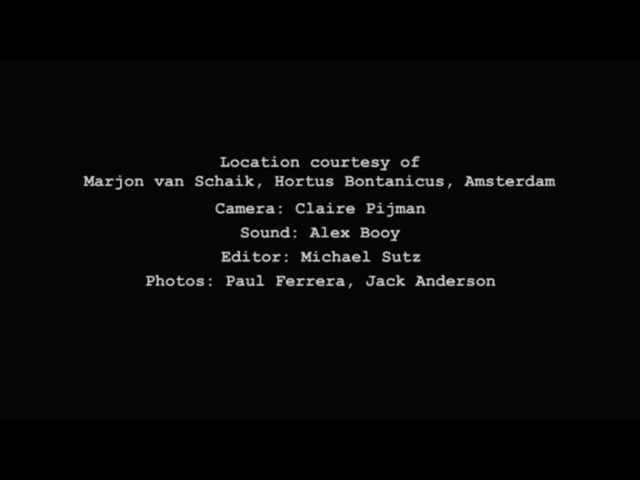 Location courtesy of
Marjon van Schaik, Hortus Bontanicus, Amsterdam
Camera: Claire Pijman
Sound: Alex Booy
Editor: Michael Sutz
Photos: Paul Ferrera, Jack Anderson